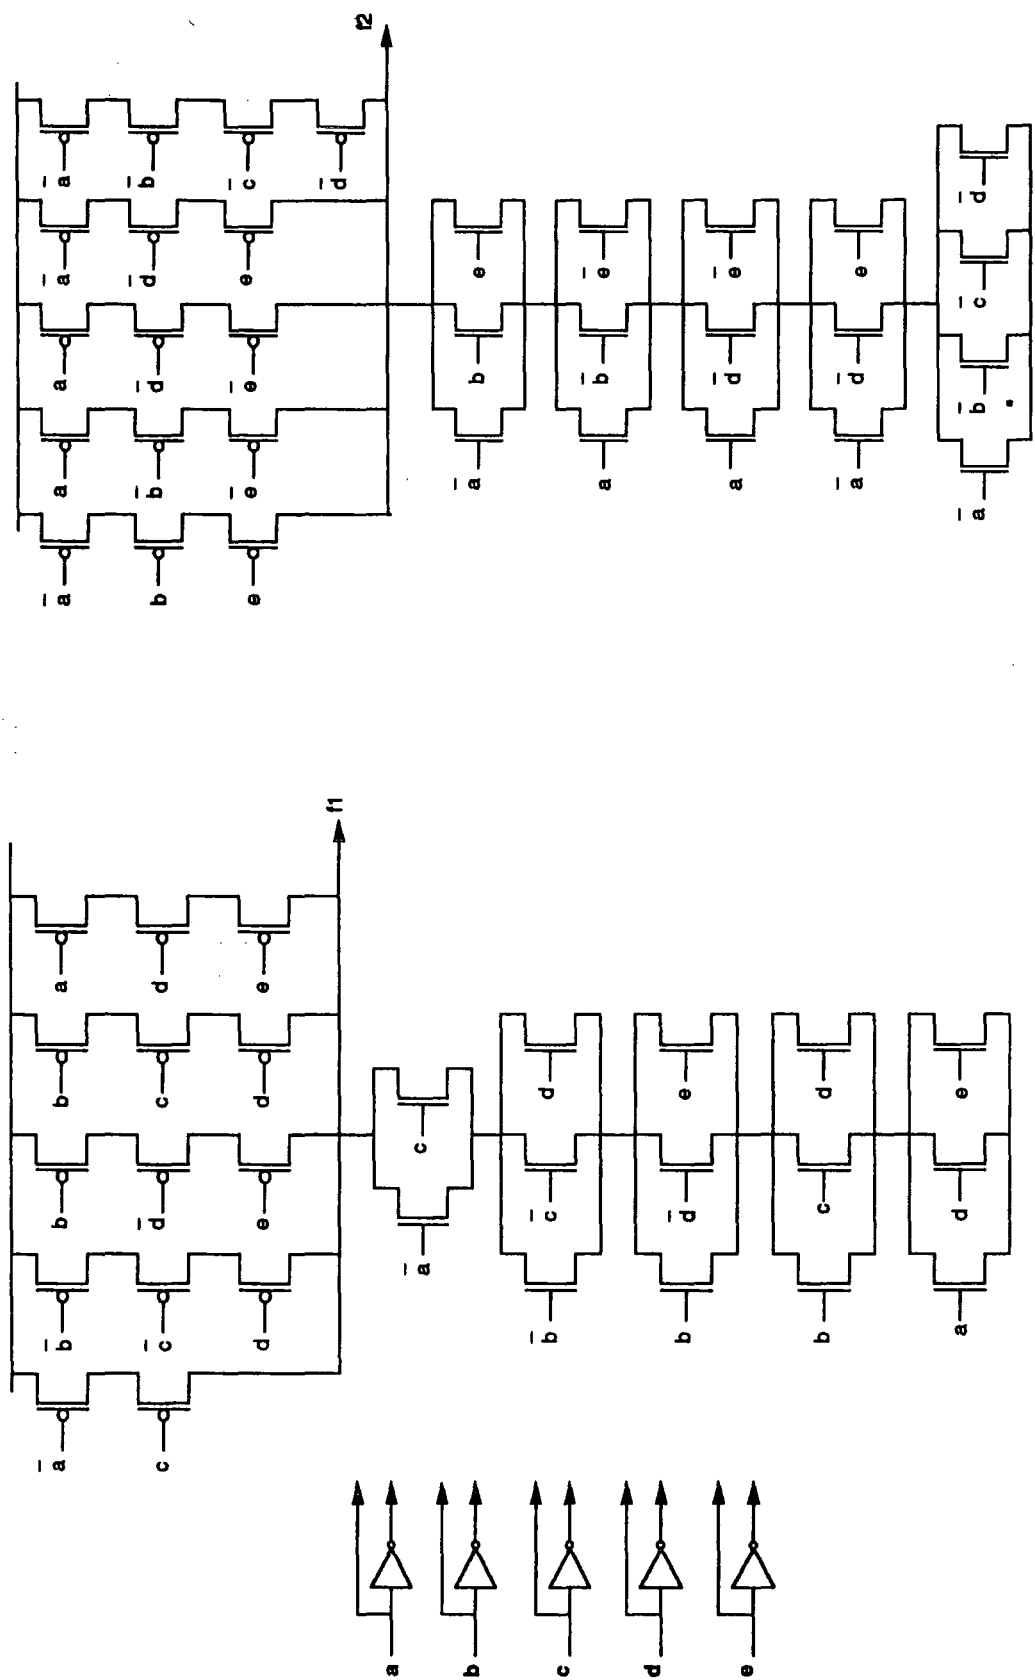 ā b̄ b b a
c c̄ d̄ c d
d e d e
f1
ā c
b̄ c̄ d
b d̄ e
b c d
a d e
ā a a ā ā
b b̄ d̄ d̄ b̄
e ē ē e c̄
d̄
f2
ā b e
a b̄ ē
a d̄ ē
ā d̄ e
ā b̄ c̄ d̄
a
b
c
d
e